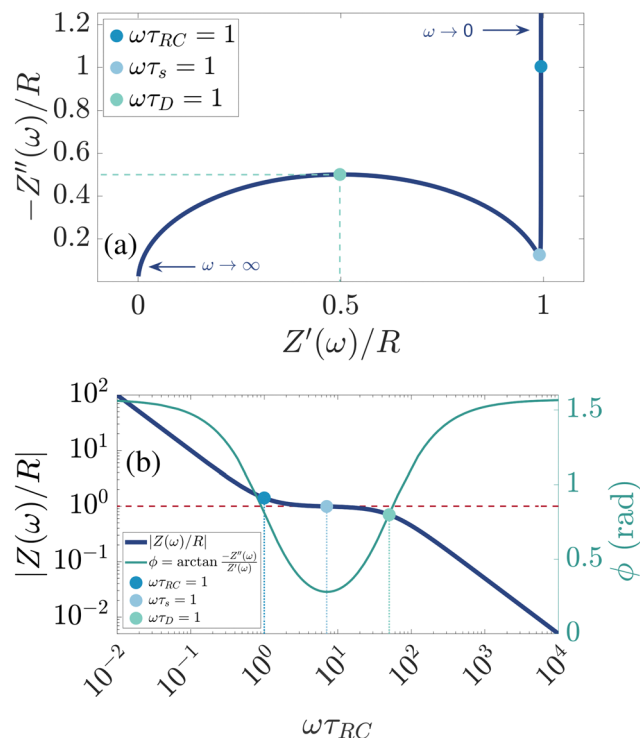 1.2
1
0.8
0.6
0.4
0.2
−Z″(ω)/R
ωτ_RC = 1
ωτ_s = 1
ωτ_D = 1
ω → 0
(a)
ω → ∞
0
0.5
1
Z′(ω)/R
10^2
10^1
10^0
10^−1
10^−2
|Z(ω)/R|
(b)
|Z(ω)/R|
ϕ = arctan −Z″(ω)/Z′(ω)
ωτ_RC = 1
ωτ_s = 1
ωτ_D = 1
1.5
1
0.5
0
ϕ (rad)
10^−2
10^−1
10^0
10^1
10^2
10^3
10^4
ωτ_RC